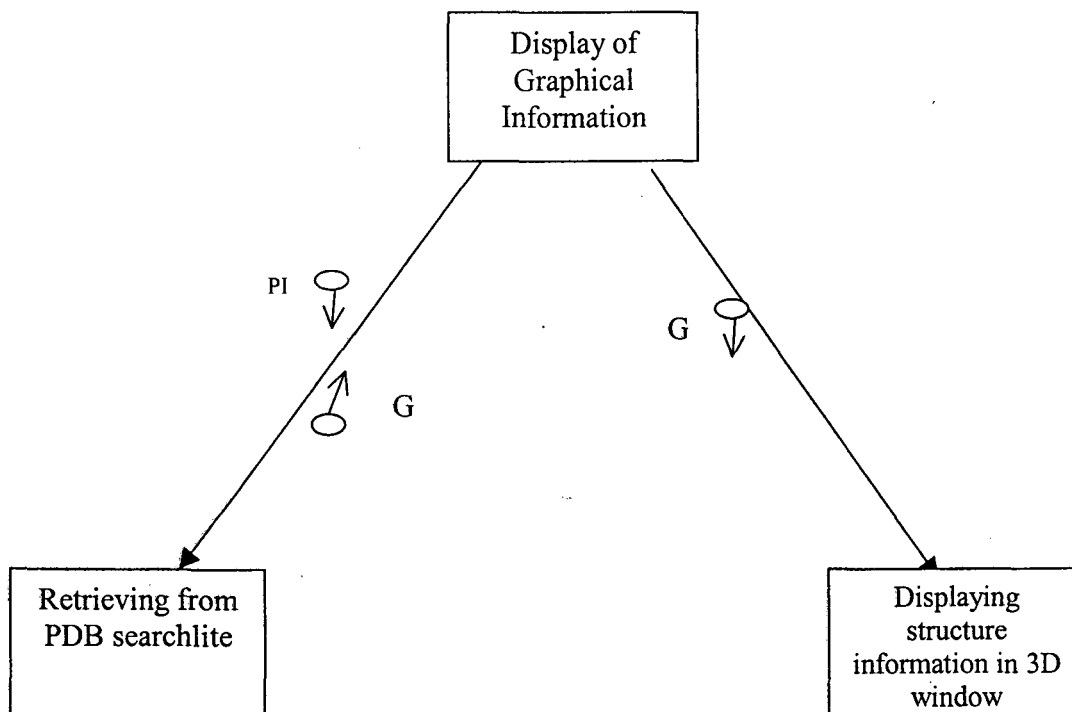 Display of
Graphical
Information
PI
G
G
Retrieving from
PDB searchlite
Displaying
structure
information in 3D
window